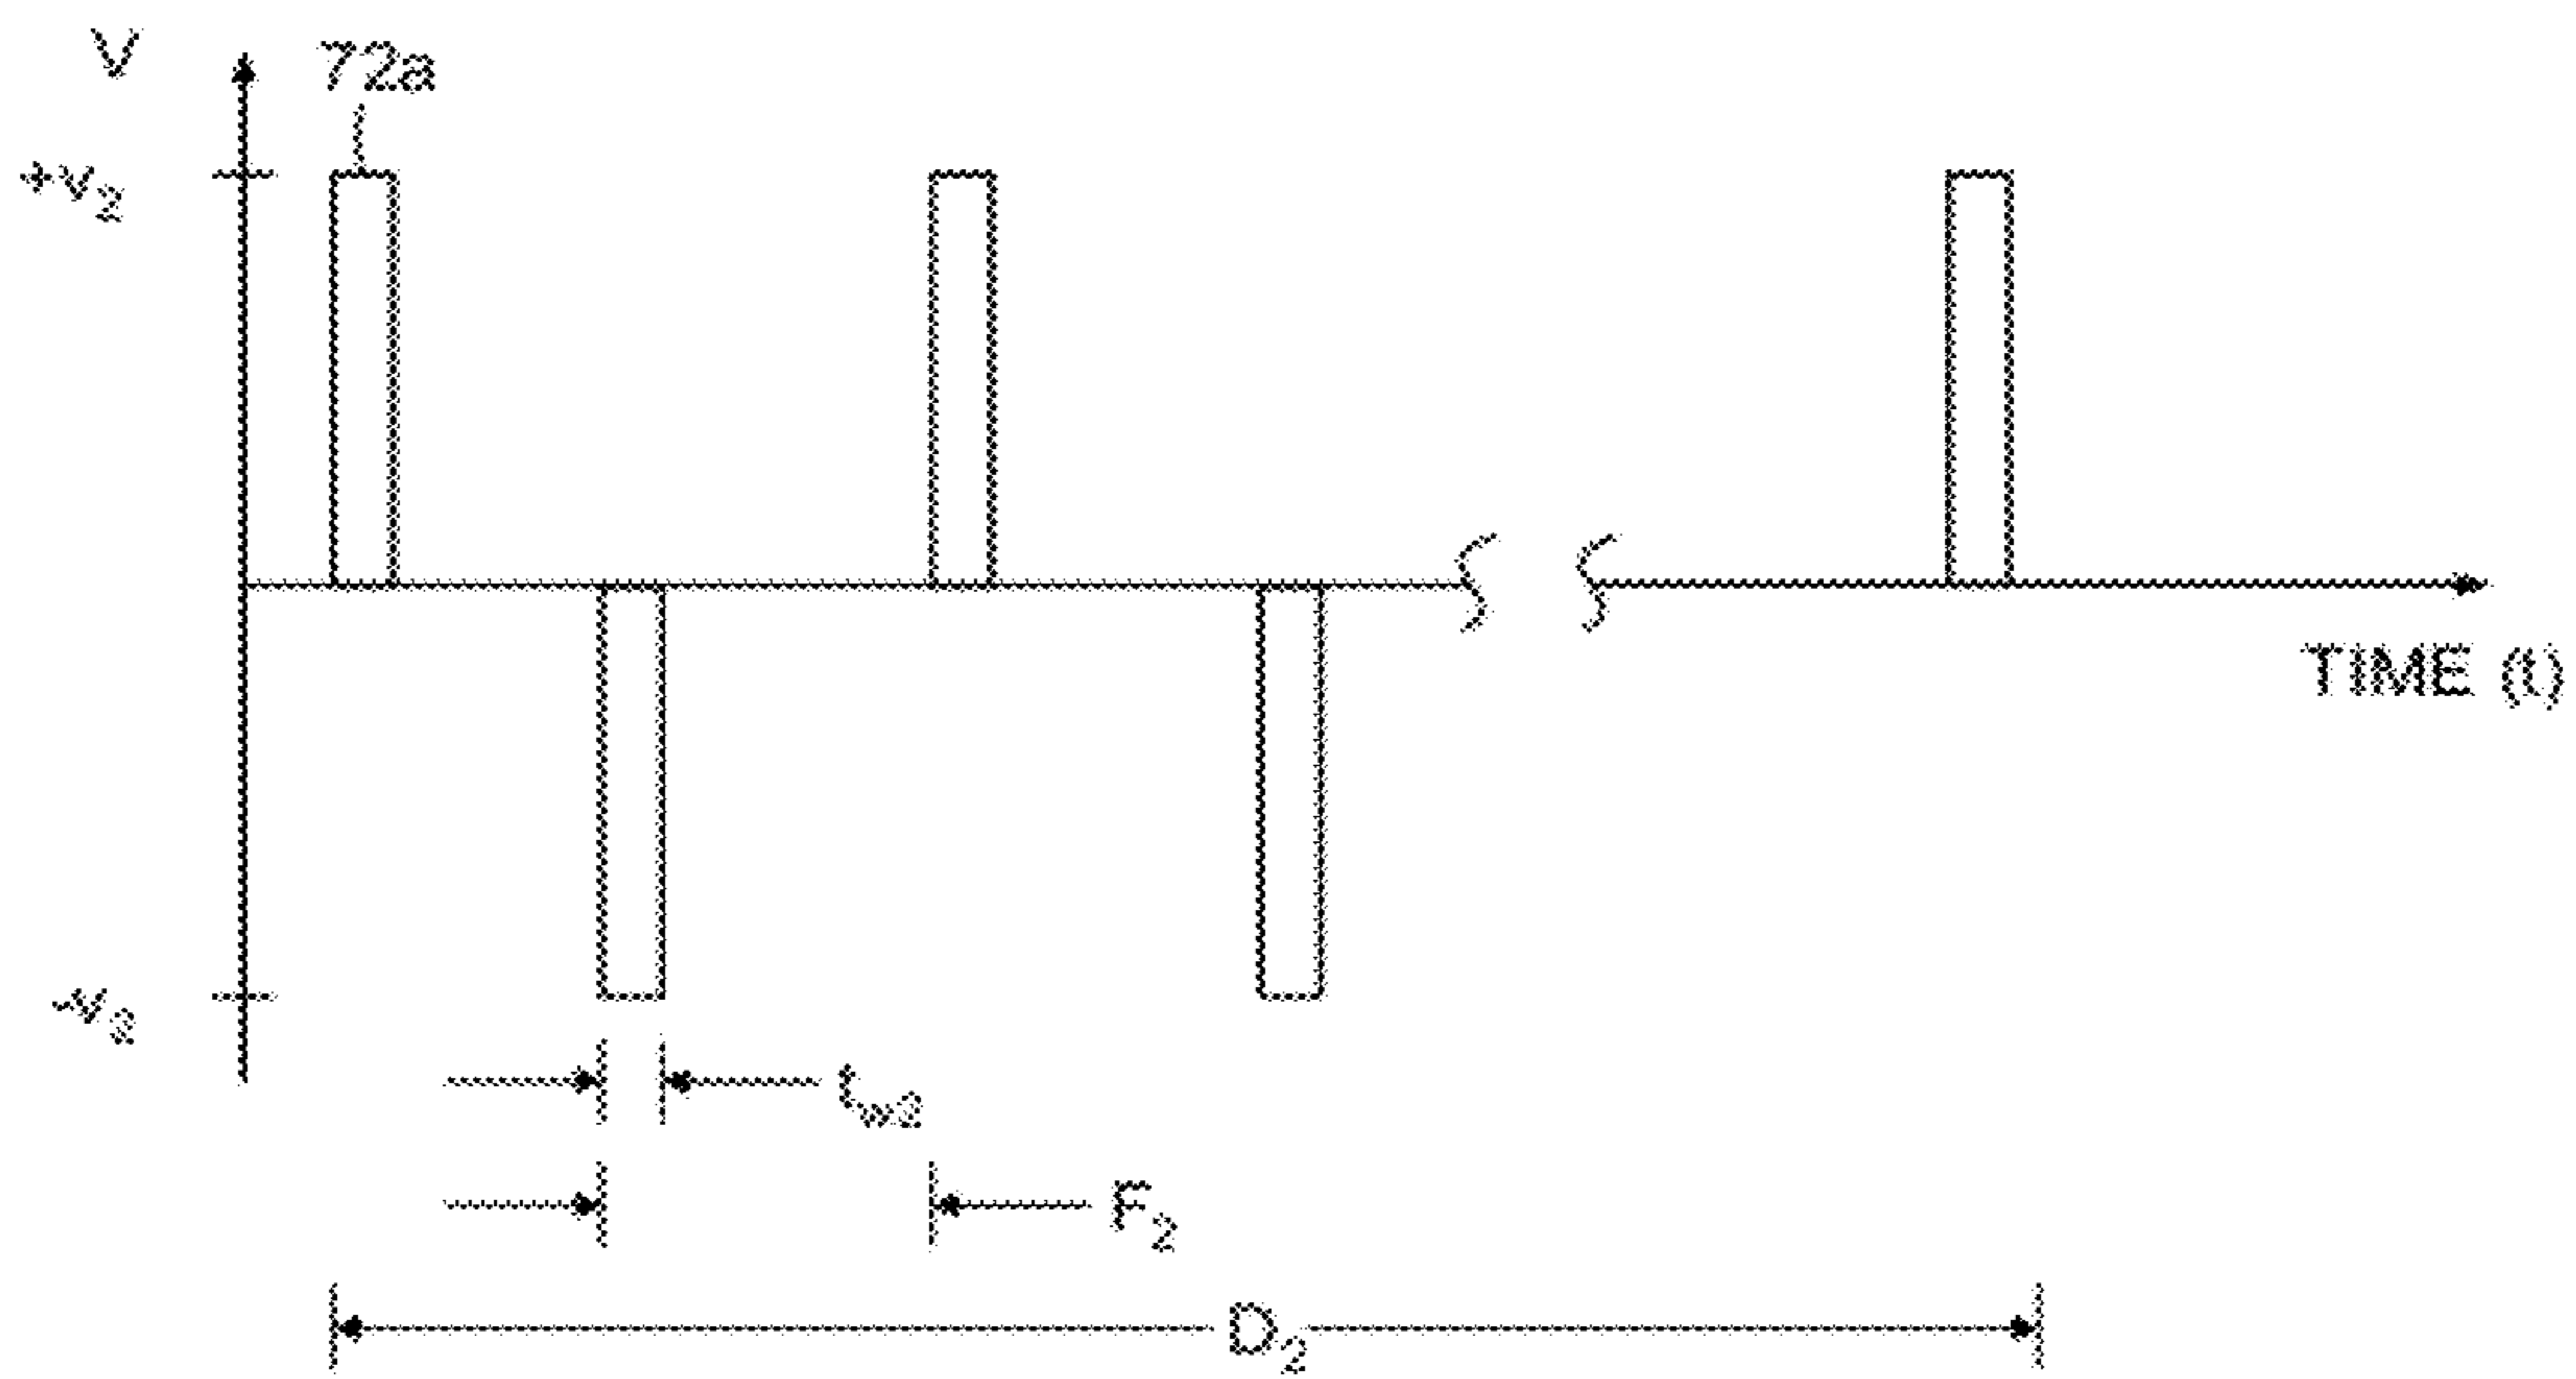 V
72a
+v₂
-v₂
TIME (t)
tw2
F₂
D₂